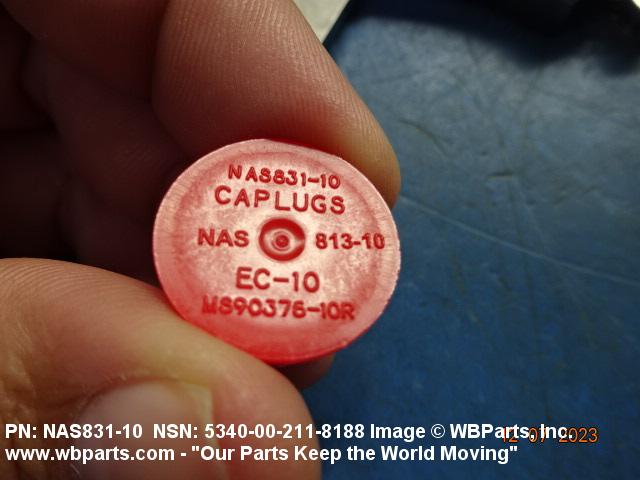 NAS831-10
CAPLUGS
NAS 813-10
EC-10
MS90376-10R
PN: NAS831-10 NSN: 5340-00-211-8188 Image © WBParts, Inc.
12 07 2023
www.wbparts.com - "Our Parts Keep the World Moving"